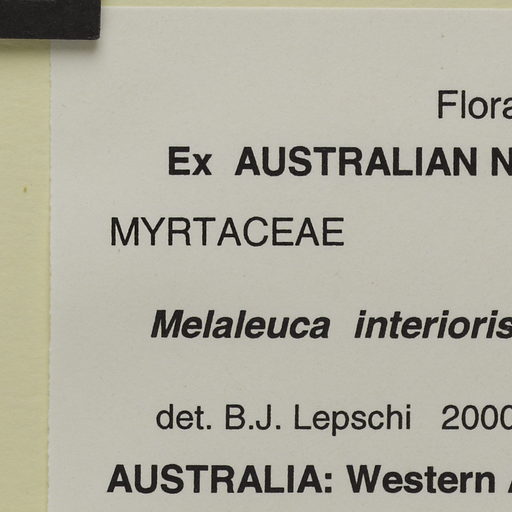 Flora
Ex AUSTRALIAN N
MYRTACEAE
Melaleuca interioris
det. B.J. Lepschi 2000
AUSTRALIA: Western A